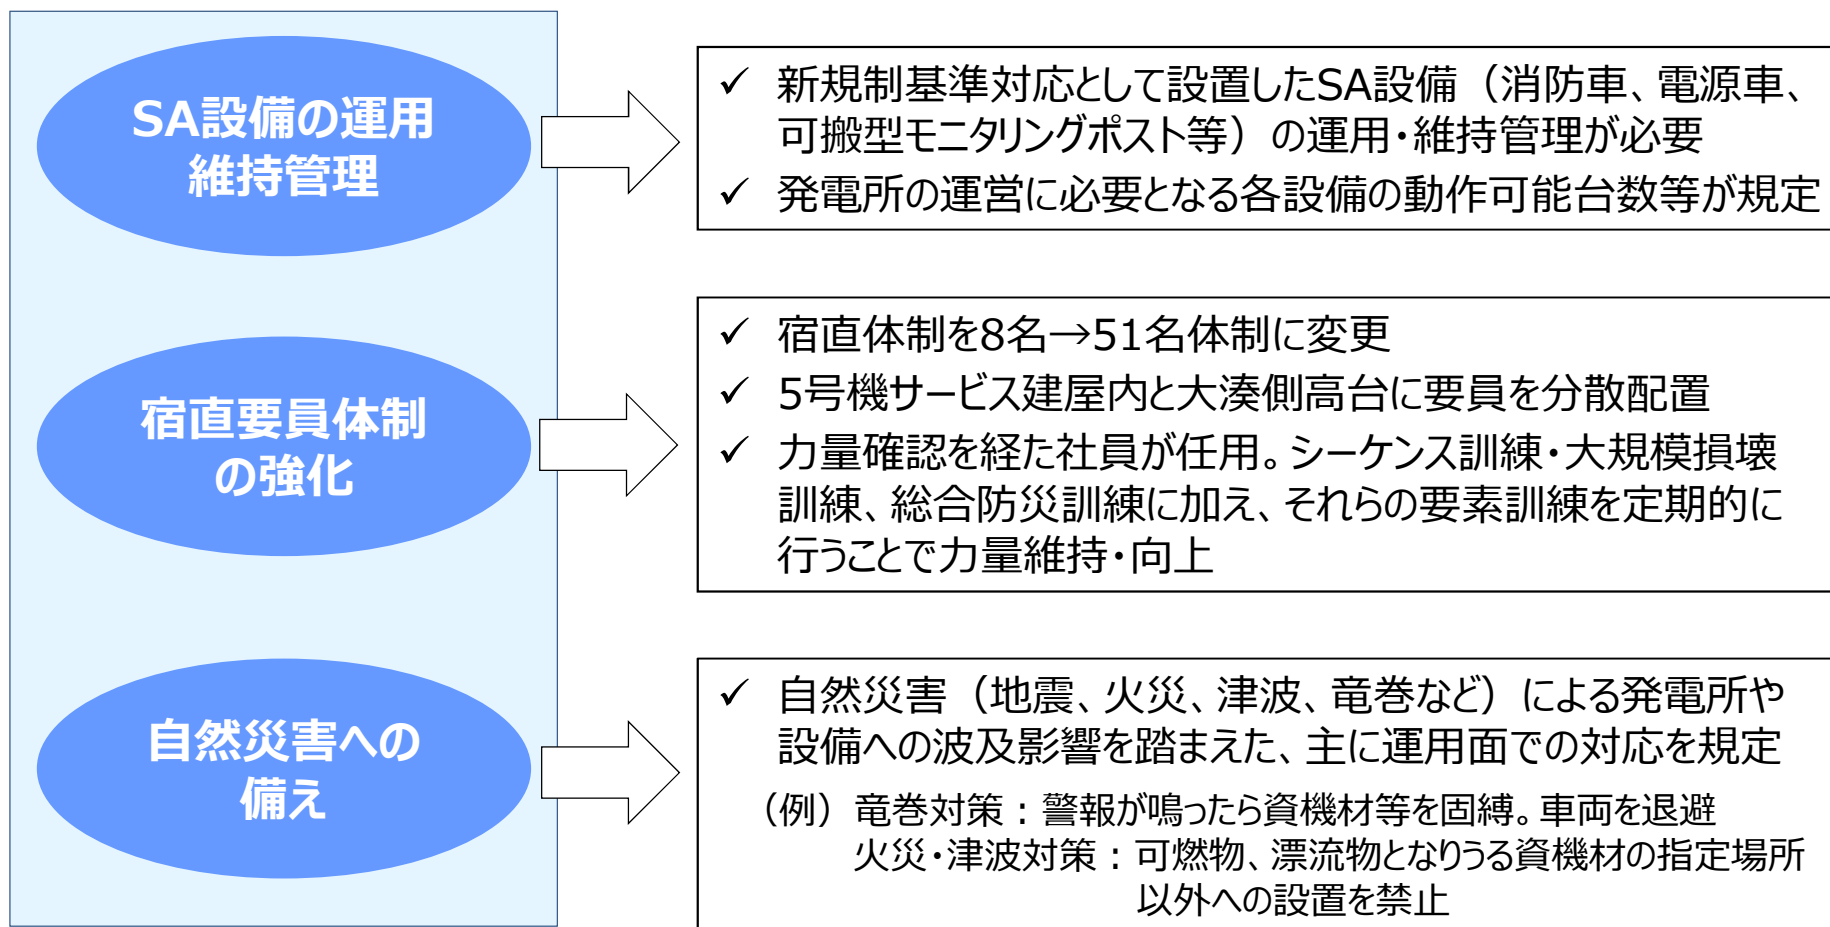 SA設備の運用
維持管理
✓ 新規制基準対応として設置したSA設備（消防車、電源車、
可搬型モニタリングポスト等）の運用・維持管理が必要
✓ 発電所の運営に必要となる各設備の動作可能台数等が規定
宿直要員体制
の強化
✓ 宿直体制を8名→51名体制に変更
✓ 5号機サービス建屋内と大湊側高台に要員を分散配置
✓ 力量確認を経た社員が任用。シーケンス訓練・大規模損壊
訓練、総合防災訓練に加え、それらの要素訓練を定期的に
行うことで力量維持・向上
自然災害への
備え
✓ 自然災害（地震、火災、津波、竜巻など）による発電所や
設備への波及影響を踏まえた、主に運用面での対応を規定
（例）竜巻対策：警報が鳴ったら資機材等を固縛。車両を退避
火災・津波対策：可燃物、漂流物となりうる資機材の指定場所
以外への設置を禁止